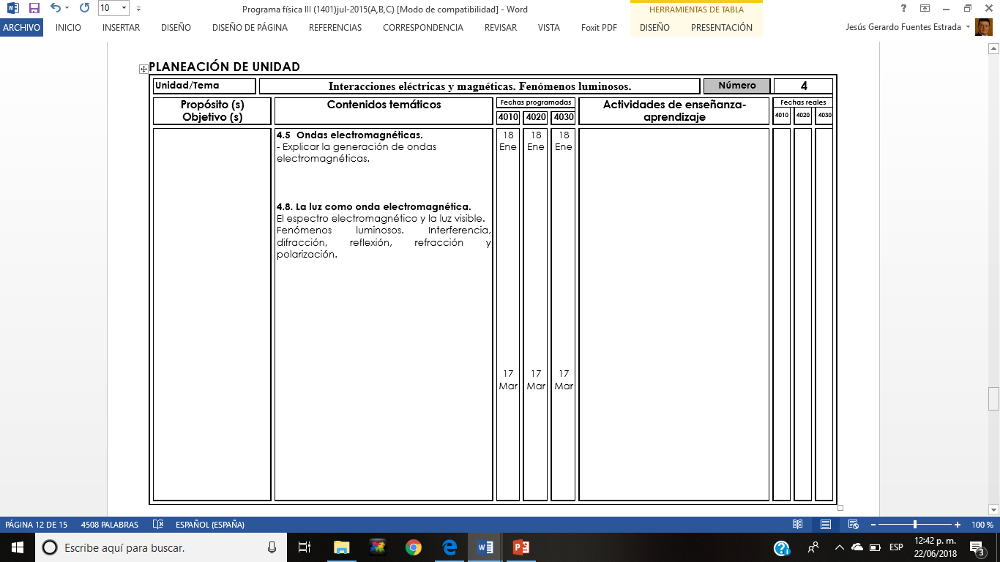 10
Programa física III (1401)jul-2015(A,B,C) [Modo de compatibilidad] - Word
HERRAMIENTAS DE TABLA
ARCHIVO INICIO INSERTAR DISEÑO DISEÑO DE PÁGINA REFERENCIAS CORRESPONDENCIA REVISAR VISTA Foxit PDF DISEÑO PRESENTACIÓN Jesús Gerardo Fuentes Estrada
PLANEACIÓN DE UNIDAD
Unidad/Tema Interacciones eléctricas y magnéticas. Fenómenos luminosos. Número 4
Propósito (s)
Objetivo (s)
Contenidos temáticos
Fechas programadas
4010 4020 4030
Actividades de enseñanza-
aprendizaje
Fechas reales
4010 4020 4030
4.5 Ondas electromagnéticas.
- Explicar la generación de ondas
electromagnéticas.
18 18 18
Ene Ene Ene
4.8. La luz como onda electromagnética.
El espectro electromagnético y la luz visible.
Fenómenos luminosos. Interferencia,
difracción, reflexión, refracción y
polarización.
17 17 17
Mar Mar Mar
PÁGINA 12 DE 15 4508 PALABRAS ESPAÑOL (ESPAÑA) 100 %
Escribe aquí para buscar.
ESP
12:42 p. m.
22/06/2018
3